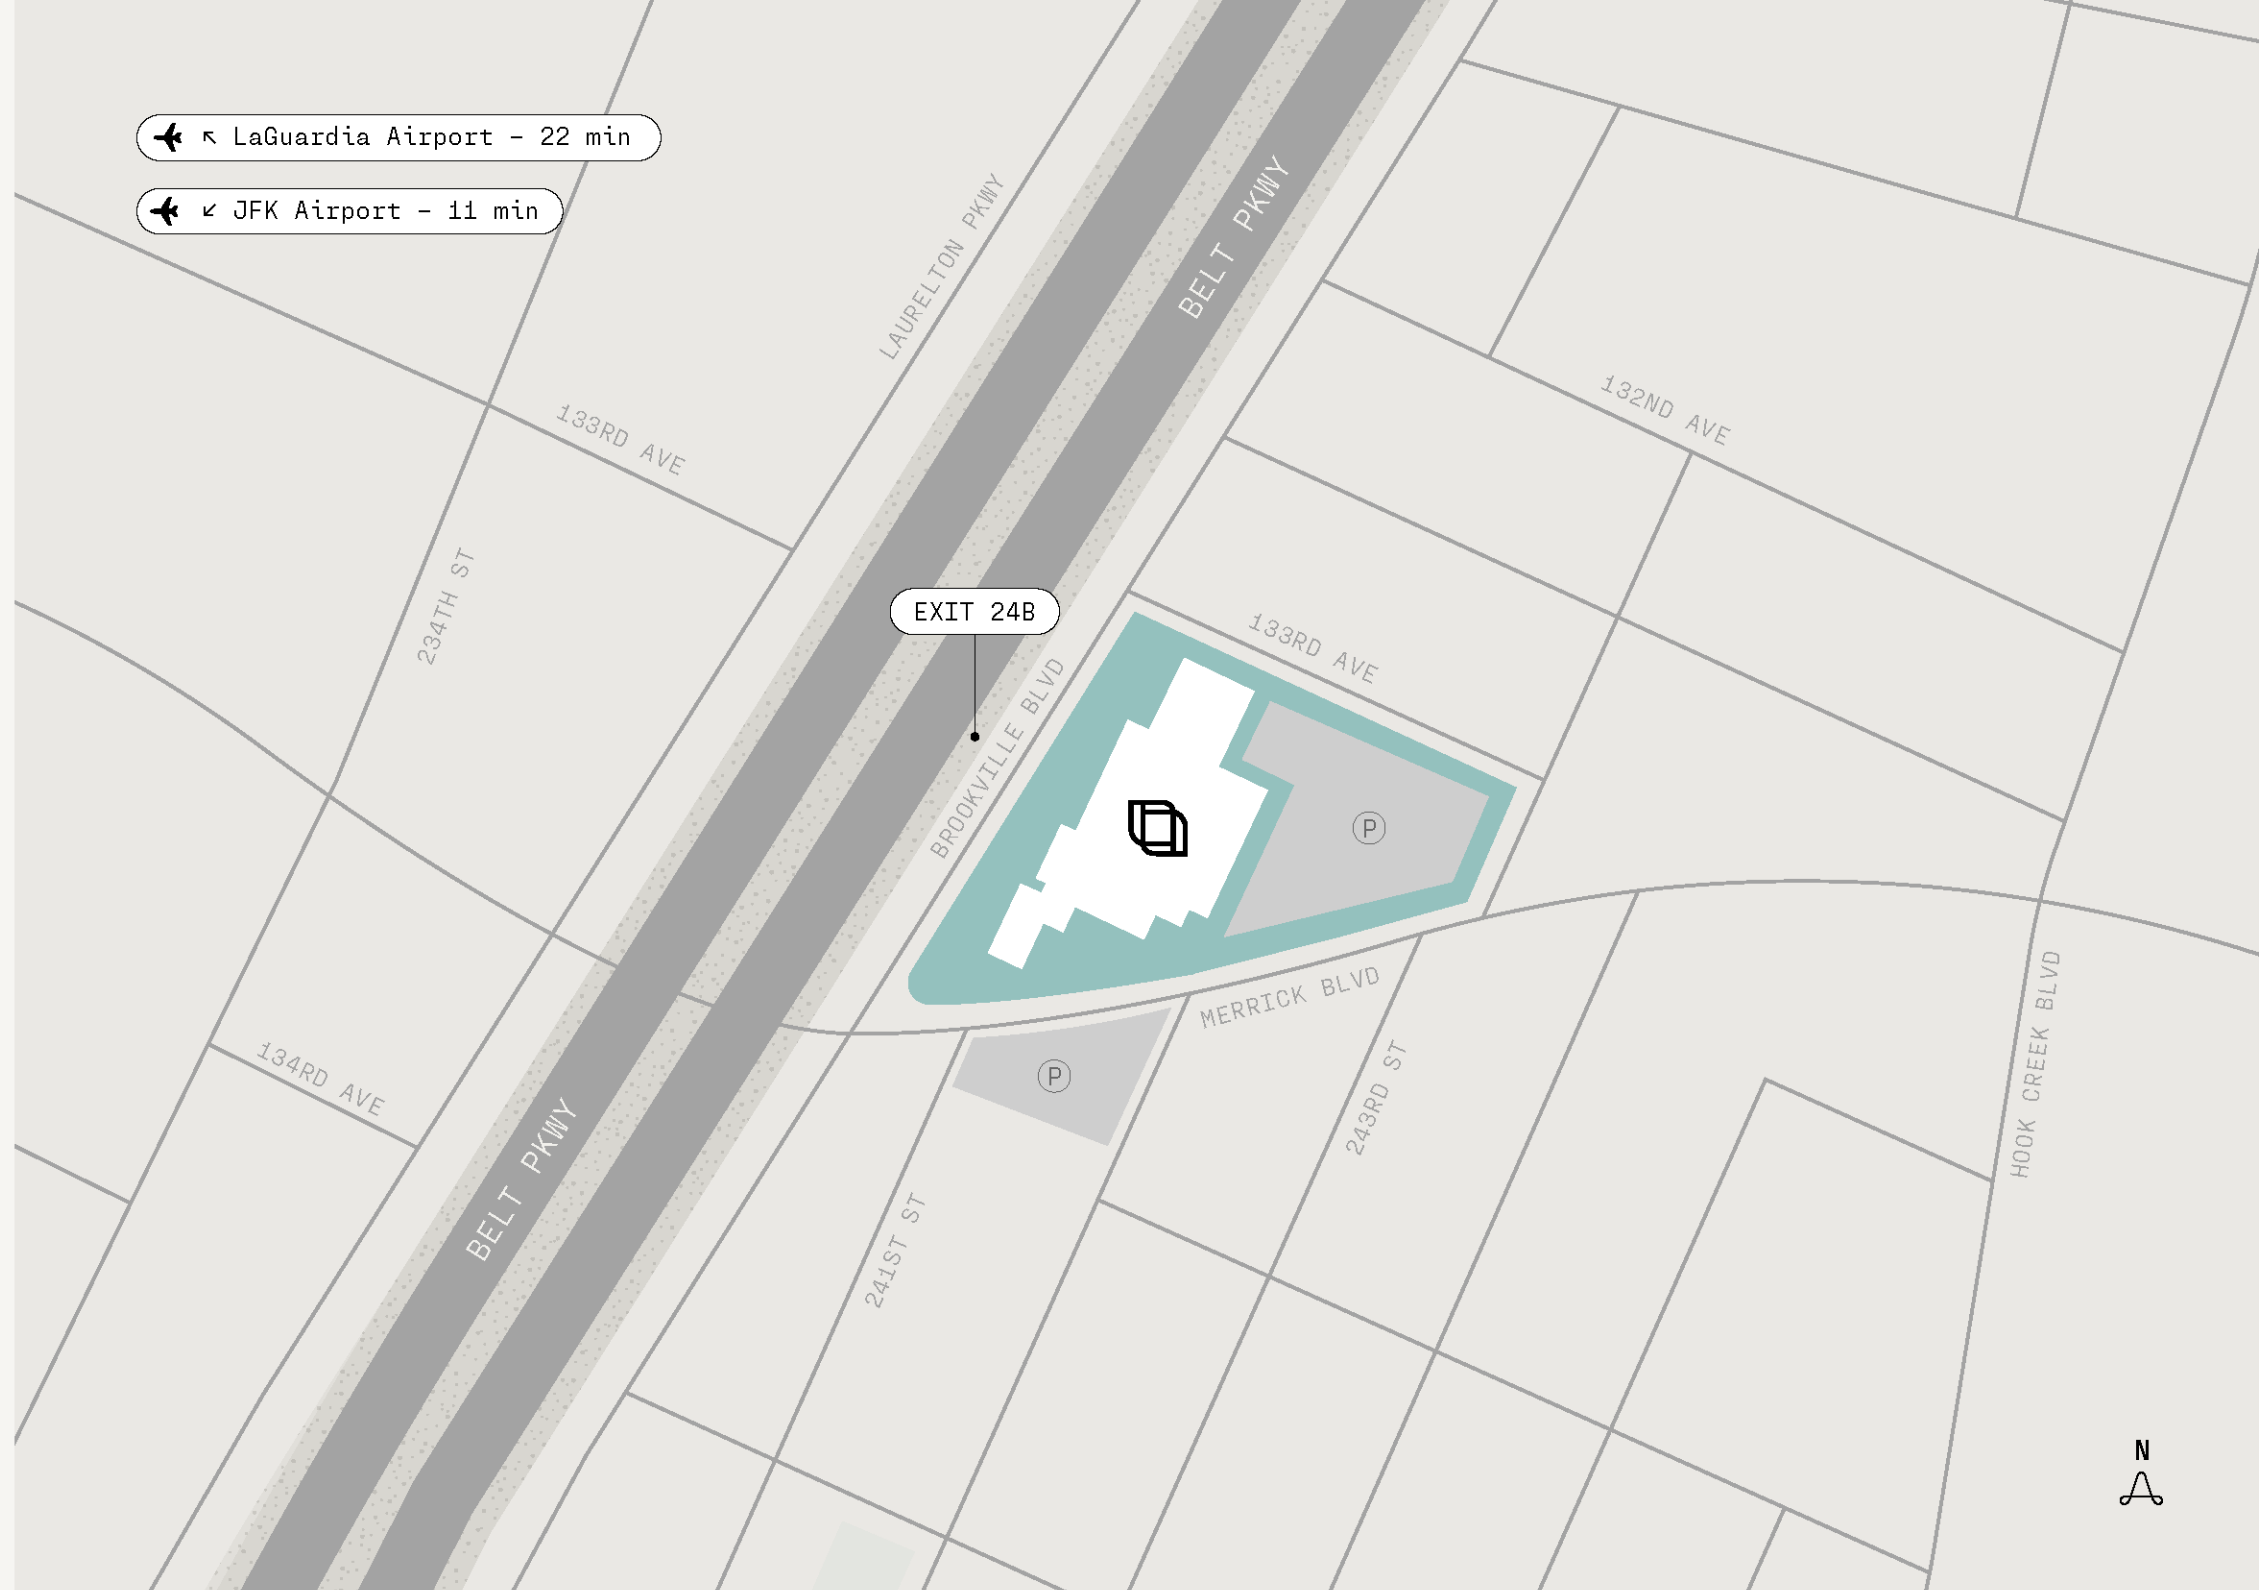 LaGuardia Airport – 22 min
JFK Airport – 11 min
LAURELTON PKWY
BELT PKWY
132ND AVE
133RD AVE
234TH ST
EXIT 24B
133RD AVE
BROOKVILLE BLVD
P
MERRICK BLVD
HOOK CREEK BLVD
134RD AVE
P
243RD ST
BELT PKWY
241ST ST
N